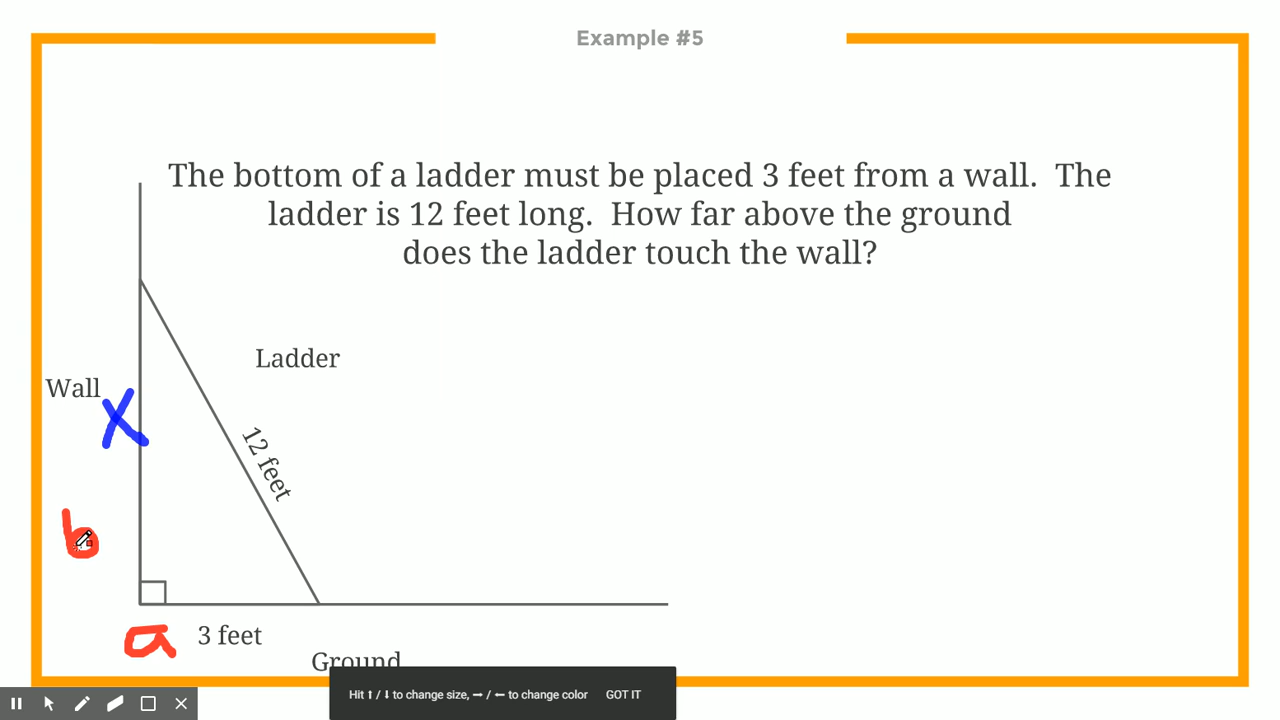 Example #5
The bottom of a ladder must be placed 3 feet from a wall. The
ladder is 12 feet long. How far above the ground
does the ladder touch the wall?
Ladder
Wall
X
12 feet
b
a
3 feet
Ground
Hit ⬆ / ⬇ to change size, ➡ / ⬅ to change color GOT IT